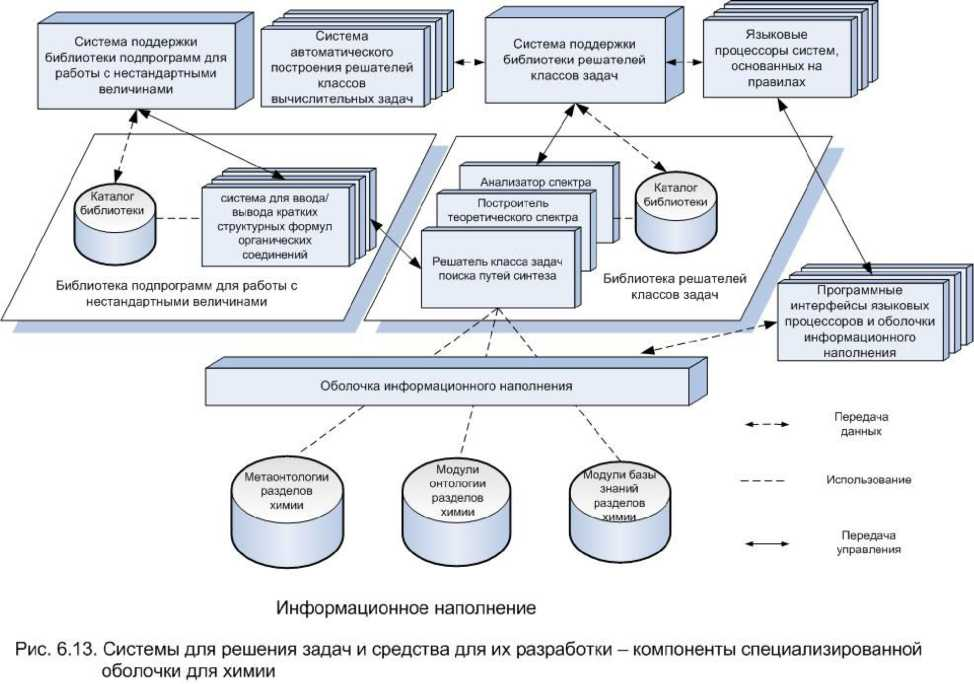 Система поддержки
библиотеки подпрограмм для
работы с нестандартными
величинами
Система
автоматического
построения решателей
классов
вычислительных задач
Система поддержки
библиотеки решателей
классов задач
Языковые
процессоры систем,
основанных на
правилах
Каталог
библиотеки
система для ввода/
вывода кратких
структурных формул
органических
соединений
Библиотека подпрограмм для работы с
нестандартными величинами
Анализатор спектра
Построитель
теоретического спектра
Решатель класса задач
поиска путей синтеза
Каталог
библиотеки
Библиотека решателей
классов задач
Программные
интерфейсы языковых
процессоров и оболочки
информационного
наполнения
Оболочка информационного наполнения
Метаонтологии
разделов
химии
Модули
онтологии
разделов
химии
Модули базы
знаний
разделов
химии
Передача
данных
Использование
Передача
управления
Информационное наполнение
Рис. 6.13. Системы для решения задач и средства для их разработки – компоненты специализированной
оболочки для химии